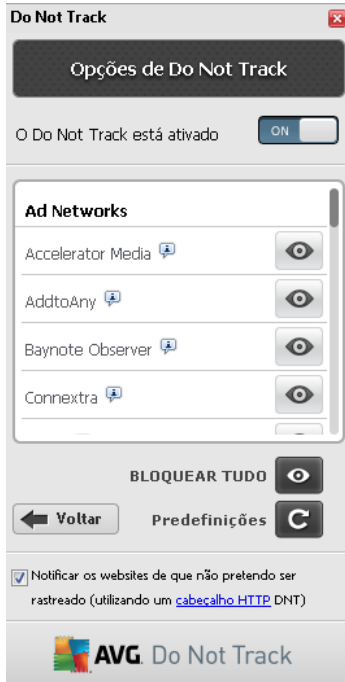 Do Not Track
Opções de Do Not Track
O Do Not Track está ativado
ON
Ad Networks
Accelerator Media
AddtoAny
Baynote Observer
Connextra
BLOQUEAR TUDO
Voltar
Predefinições
Notificar os websites de que não pretendo ser
rastreado (utilizando um cabeçalho HTTP DNT)
AVG. Do Not Track